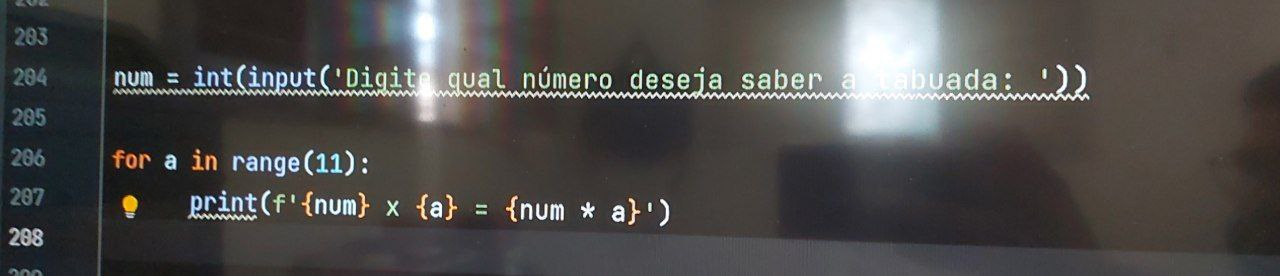 203
204 num = int(input('Digite qual número deseja saber a tabuada: '))
205
206 for a in range(11):
207 print(f'{num} x {a} = {num * a}')
208